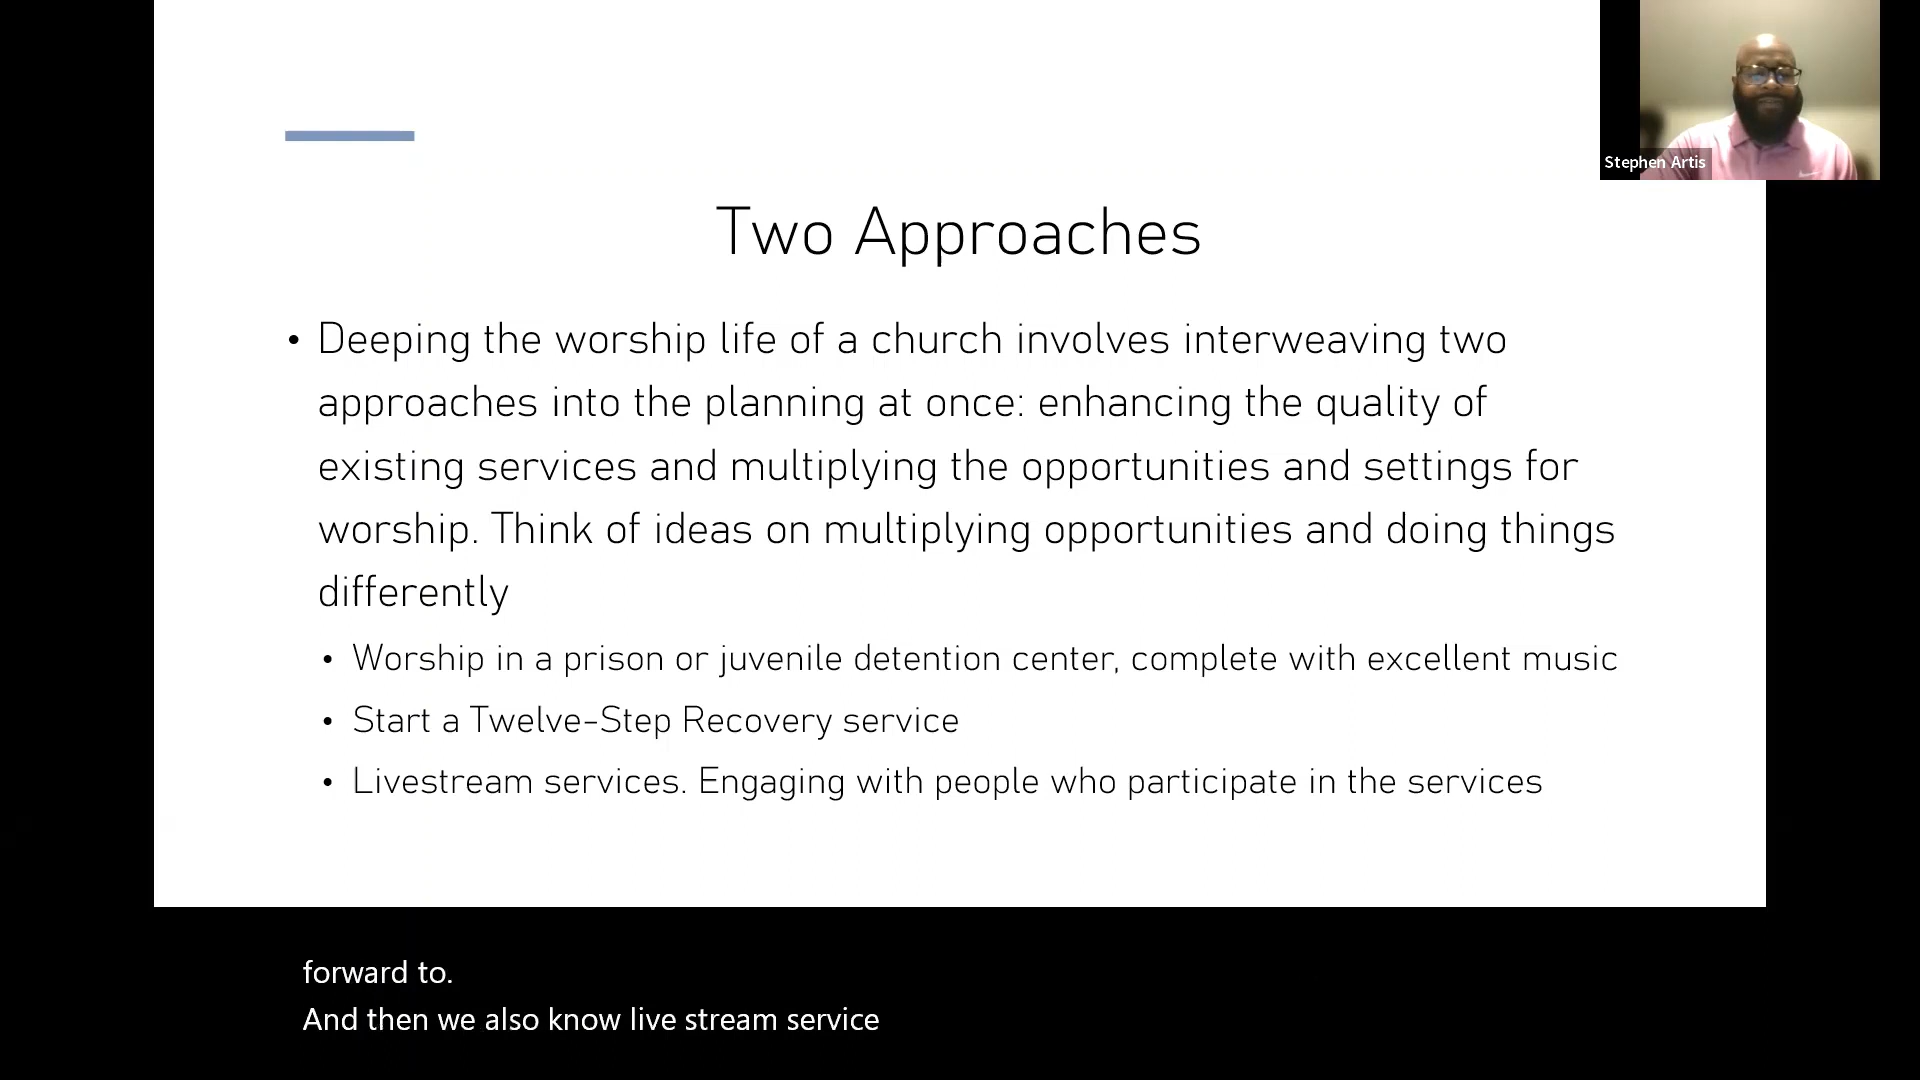 Stephen Artis
Two Approaches
• Deeping the worship life of a church involves interweaving two
approaches into the planning at once: enhancing the quality of
existing services and multiplying the opportunities and settings for
worship. Think of ideas on multiplying opportunities and doing things
differently
• Worship in a prison or juvenile detention center, complete with excellent music
• Start a Twelve-Step Recovery service
• Livestream services. Engaging with people who participate in the services
forward to.
And then we also know live stream service